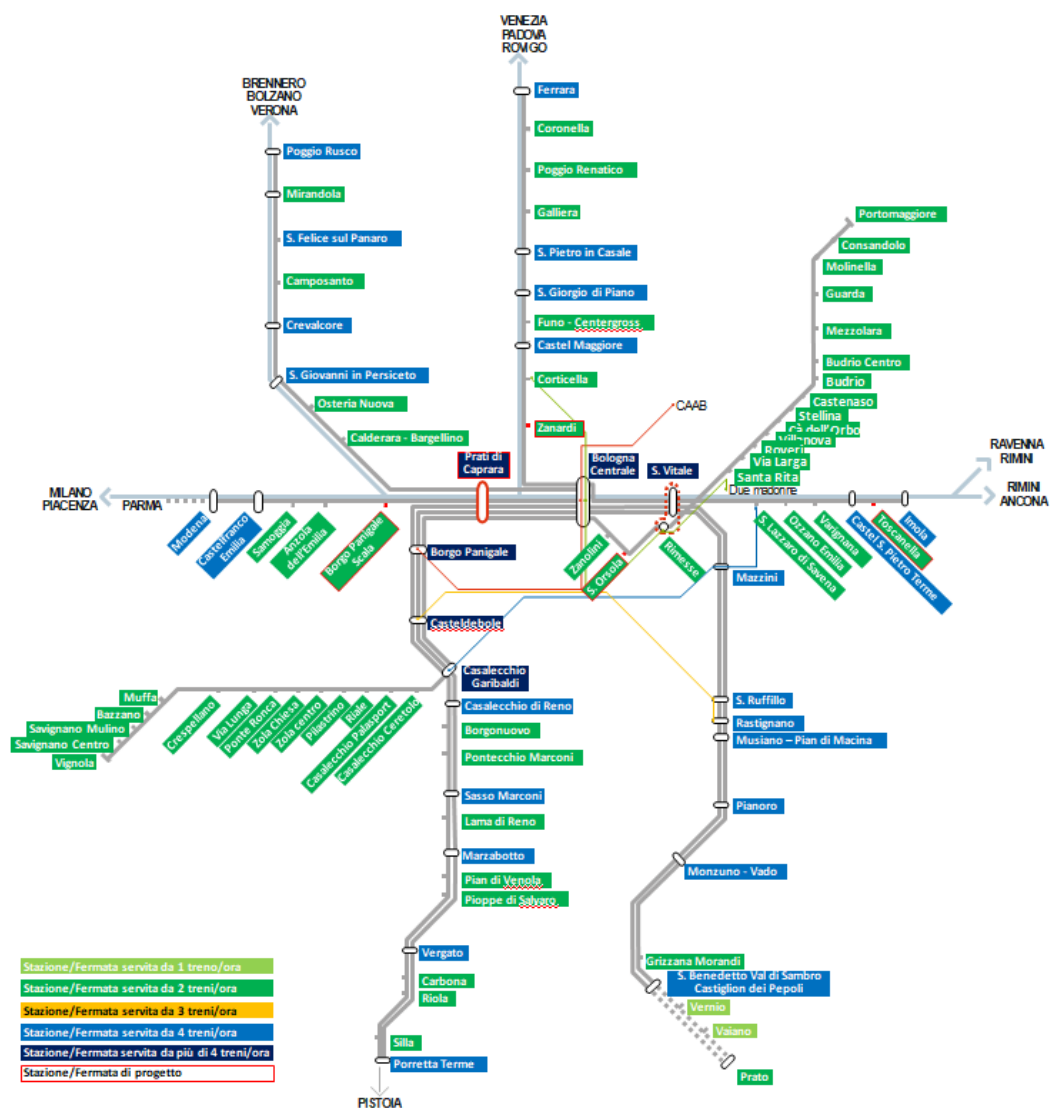 VENEZIA
PADOVA
ROVIGO
BRENNERO
BOLZANO
VERONA
Ferrara
Coronella
Poggio Renatico
Galliera
S. Pietro in Casale
S. Giorgio di Piano
Funo - Centergross
Castel Maggiore
Corticella
Zanardi
Poggio Rusco
Mirandola
S. Felice sul Panaro
Camposanto
Crevalcore
S. Giovanni in Persiceto
Osteria Nuova
Calderara - Bargellino
Portomaggiore
Consandolo
Molinella
Guarda
Mezzolara
Budrio Centro
Budrio
Castenaso
Stellina
Cà dell'Orbo
Villanova
Roveri
Via Larga
Santa Rita
Due madonne
CAAB
Prati di
Caprara
Bologna
Centrale
S. Vitale
RAVENNA
RIMINI
RIMINI
ANCONA
MILANO
PIACENZA
PARMA
Modena
Castelfranco
Emilia
Samoggia
Anzola
dell'Emilia
Borgo Panigale
Scala
Zanolini
S. Orsola
Rimesse
S. Lazzaro di Savena
Ozzano Emilia
Varignana
Castel S. Pietro Terme
Toscanella
Imola
Borgo Panigale
Casteldebole
Casalecchio
Garibaldi
Mazzini
Muffa
Bazzano
Savignano Mulino
Savignano Centro
Vignola
Crespellano
Via Lunga
Ponte Ronca
Zola Chiesa
Zola centro
Pilastrino
Riale
Casalecchio Palasport
Casalecchio Ceretolo
Casalecchio di Reno
Borgonuovo
Pontecchio Marconi
Sasso Marconi
Lama di Reno
Marzabotto
Pian di Venola
Pioppe di Salvaro
Vergato
Carbona
Riola
Silla
Porretta Terme
PISTOIA
S. Ruffillo
Rastignano
Musiano – Pian di Macina
Pianoro
Monzuno - Vado
Grizzana Morandi
S. Benedetto Val di Sambro
Castiglion dei Pepoli
Vernio
Vaiano
Prato
Stazione/Fermata servita da 1 treno/ora
Stazione/Fermata servita da 2 treni/ora
Stazione/Fermata servita da 3 treni/ora
Stazione/Fermata servita da 4 treni/ora
Stazione/Fermata servita da più di 4 treni/ora
Stazione/Fermata di progetto